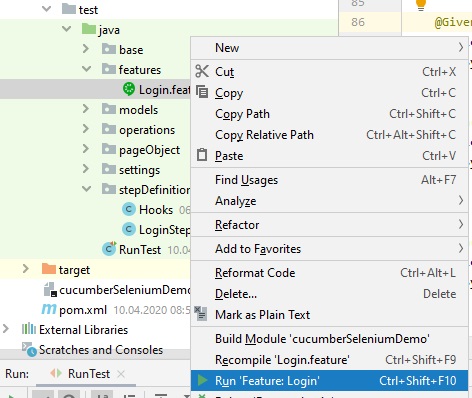 test
java
base
features
Login.feat
models
operations
pageObject
settings
stepDefinition
Hooks 06
LoginStep
RunTest 10.04
target
cucumberSeleniumDemo
pom.xml 10.04.2020 08:5
External Libraries
Scratches and Consoles
Run: RunTest
85
86 @Given
New
Cut Ctrl+X
Copy Ctrl+C
Copy Path Ctrl+Shift+C
Copy Relative Path Ctrl+Alt+Shift+C
Paste Ctrl+V
Find Usages Alt+F7
Analyze
Refactor
Add to Favorites
Reformat Code Ctrl+Alt+L
Delete... Delete
Mark as Plain Text
Build Module 'cucumberSeleniumDemo'
Recompile 'Login.feature' Ctrl+Shift+F9
Run 'Feature: Login' Ctrl+Shift+F10